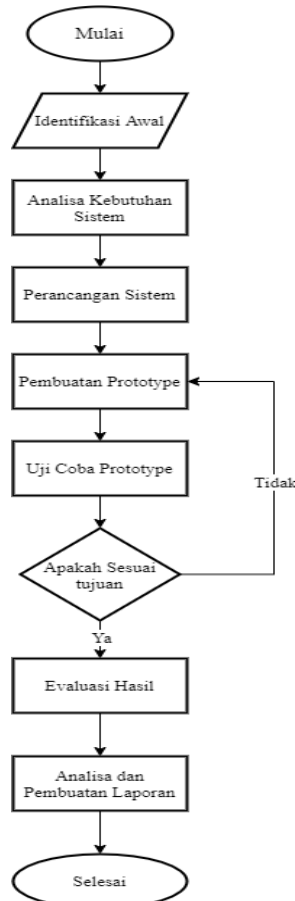 Mulai
Identifikasi Awal
Analisa Kebutuhan
Sistem
Perancangan Sistem
Pembuatan Prototype
Uji Coba Prototype
Tidak
Apakah Sesuai
tujuan
Ya
Evaluasi Hasil
Analisa dan
Pembuatan Laporan
Selesai